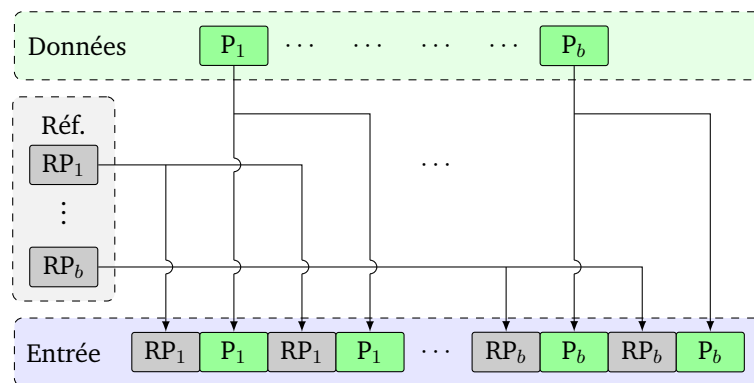 Données P₁ ... ... ... ... P_b
Réf.
RP₁
...
⋮
RP_b
Entrée RP₁ P₁ RP₁ P₁ ... RP_b P_b RP_b P_b